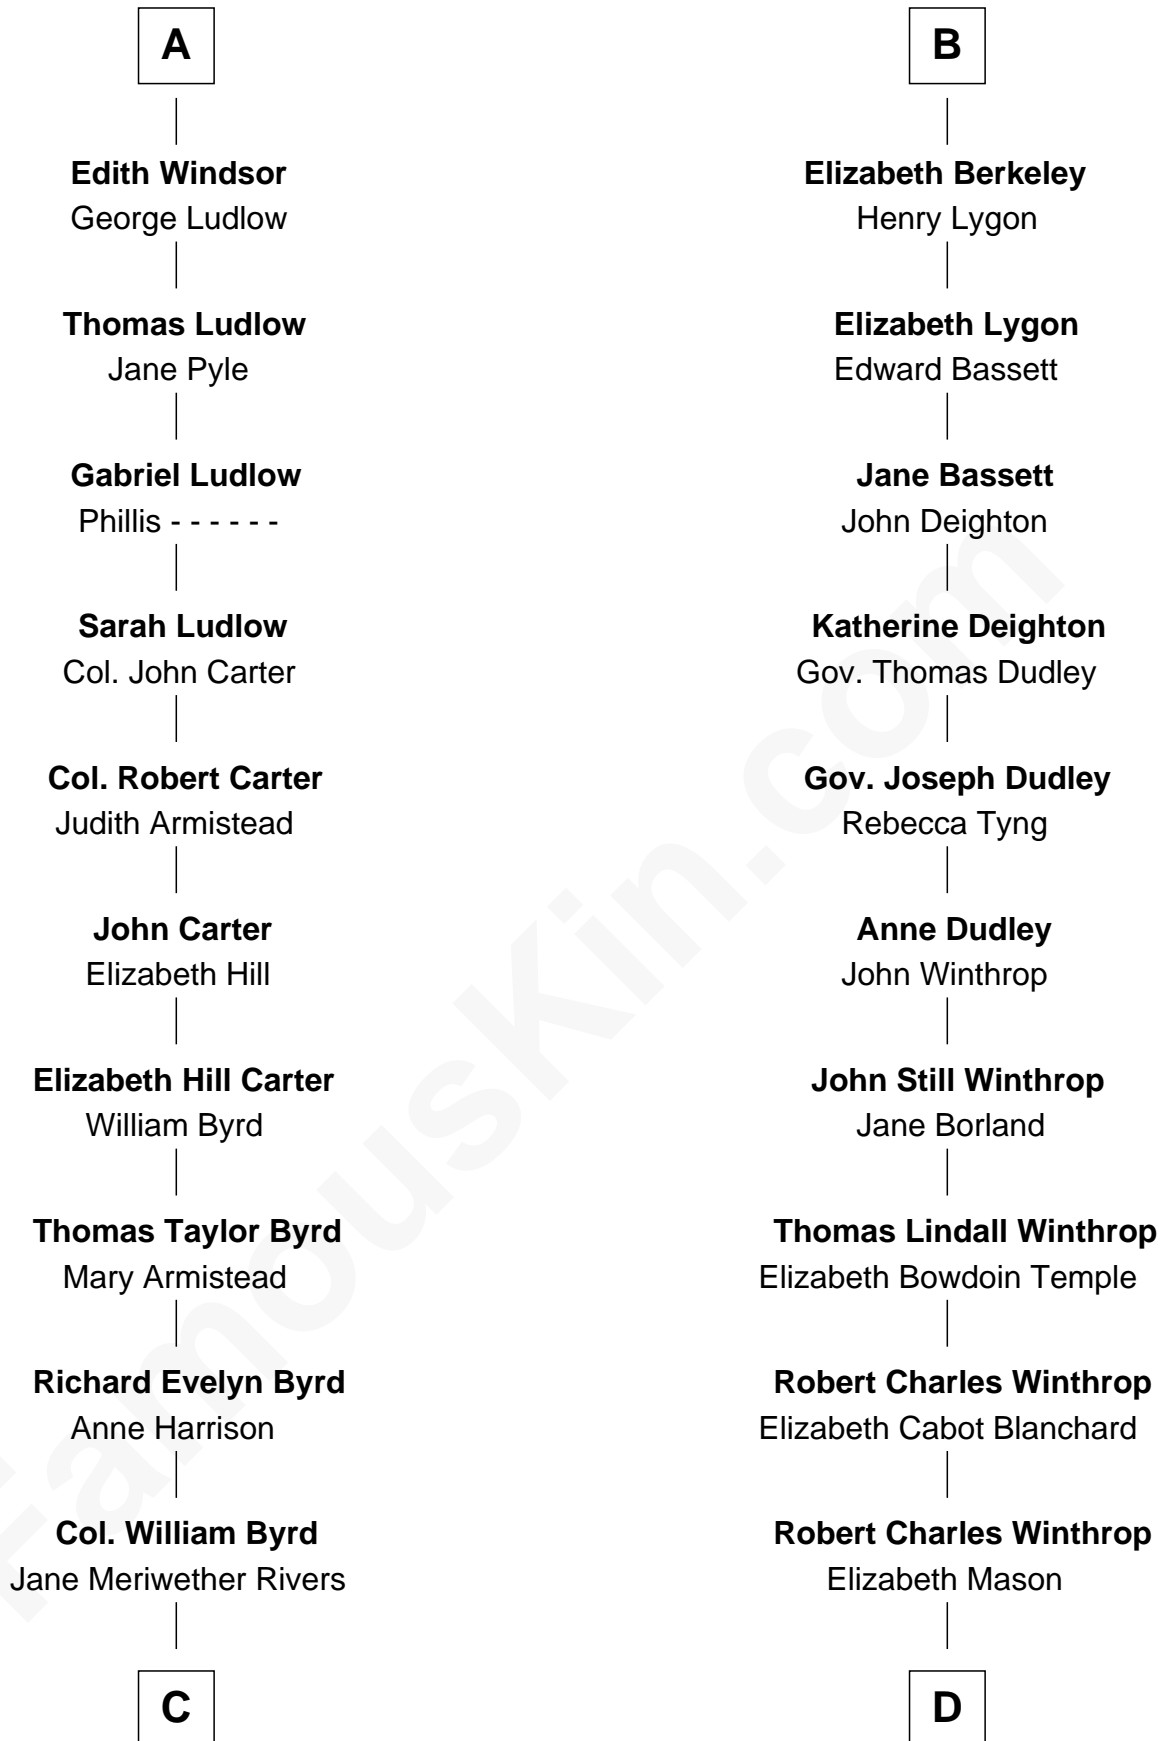 A
Edith Windsor
George Ludlow
Thomas Ludlow
Jane Pyle
Gabriel Ludlow
Phillis - - - - - -
Sarah Ludlow
Col. John Carter
Col. Robert Carter
Judith Armistead
John Carter
Elizabeth Hill
Elizabeth Hill Carter
William Byrd
Thomas Taylor Byrd
Mary Armistead
Richard Evelyn Byrd
Anne Harrison
Col. William Byrd
Jane Meriwether Rivers
C
B
Elizabeth Berkeley
Henry Lygon
Elizabeth Lygon
Edward Bassett
Jane Bassett
John Deighton
Katherine Deighton
Gov. Thomas Dudley
Gov. Joseph Dudley
Rebecca Tyng
Anne Dudley
John Winthrop
John Still Winthrop
Jane Borland
Thomas Lindall Winthrop
Elizabeth Bowdoin Temple
Robert Charles Winthrop
Elizabeth Cabot Blanchard
Robert Charles Winthrop
Elizabeth Mason
D
FamousKin.com